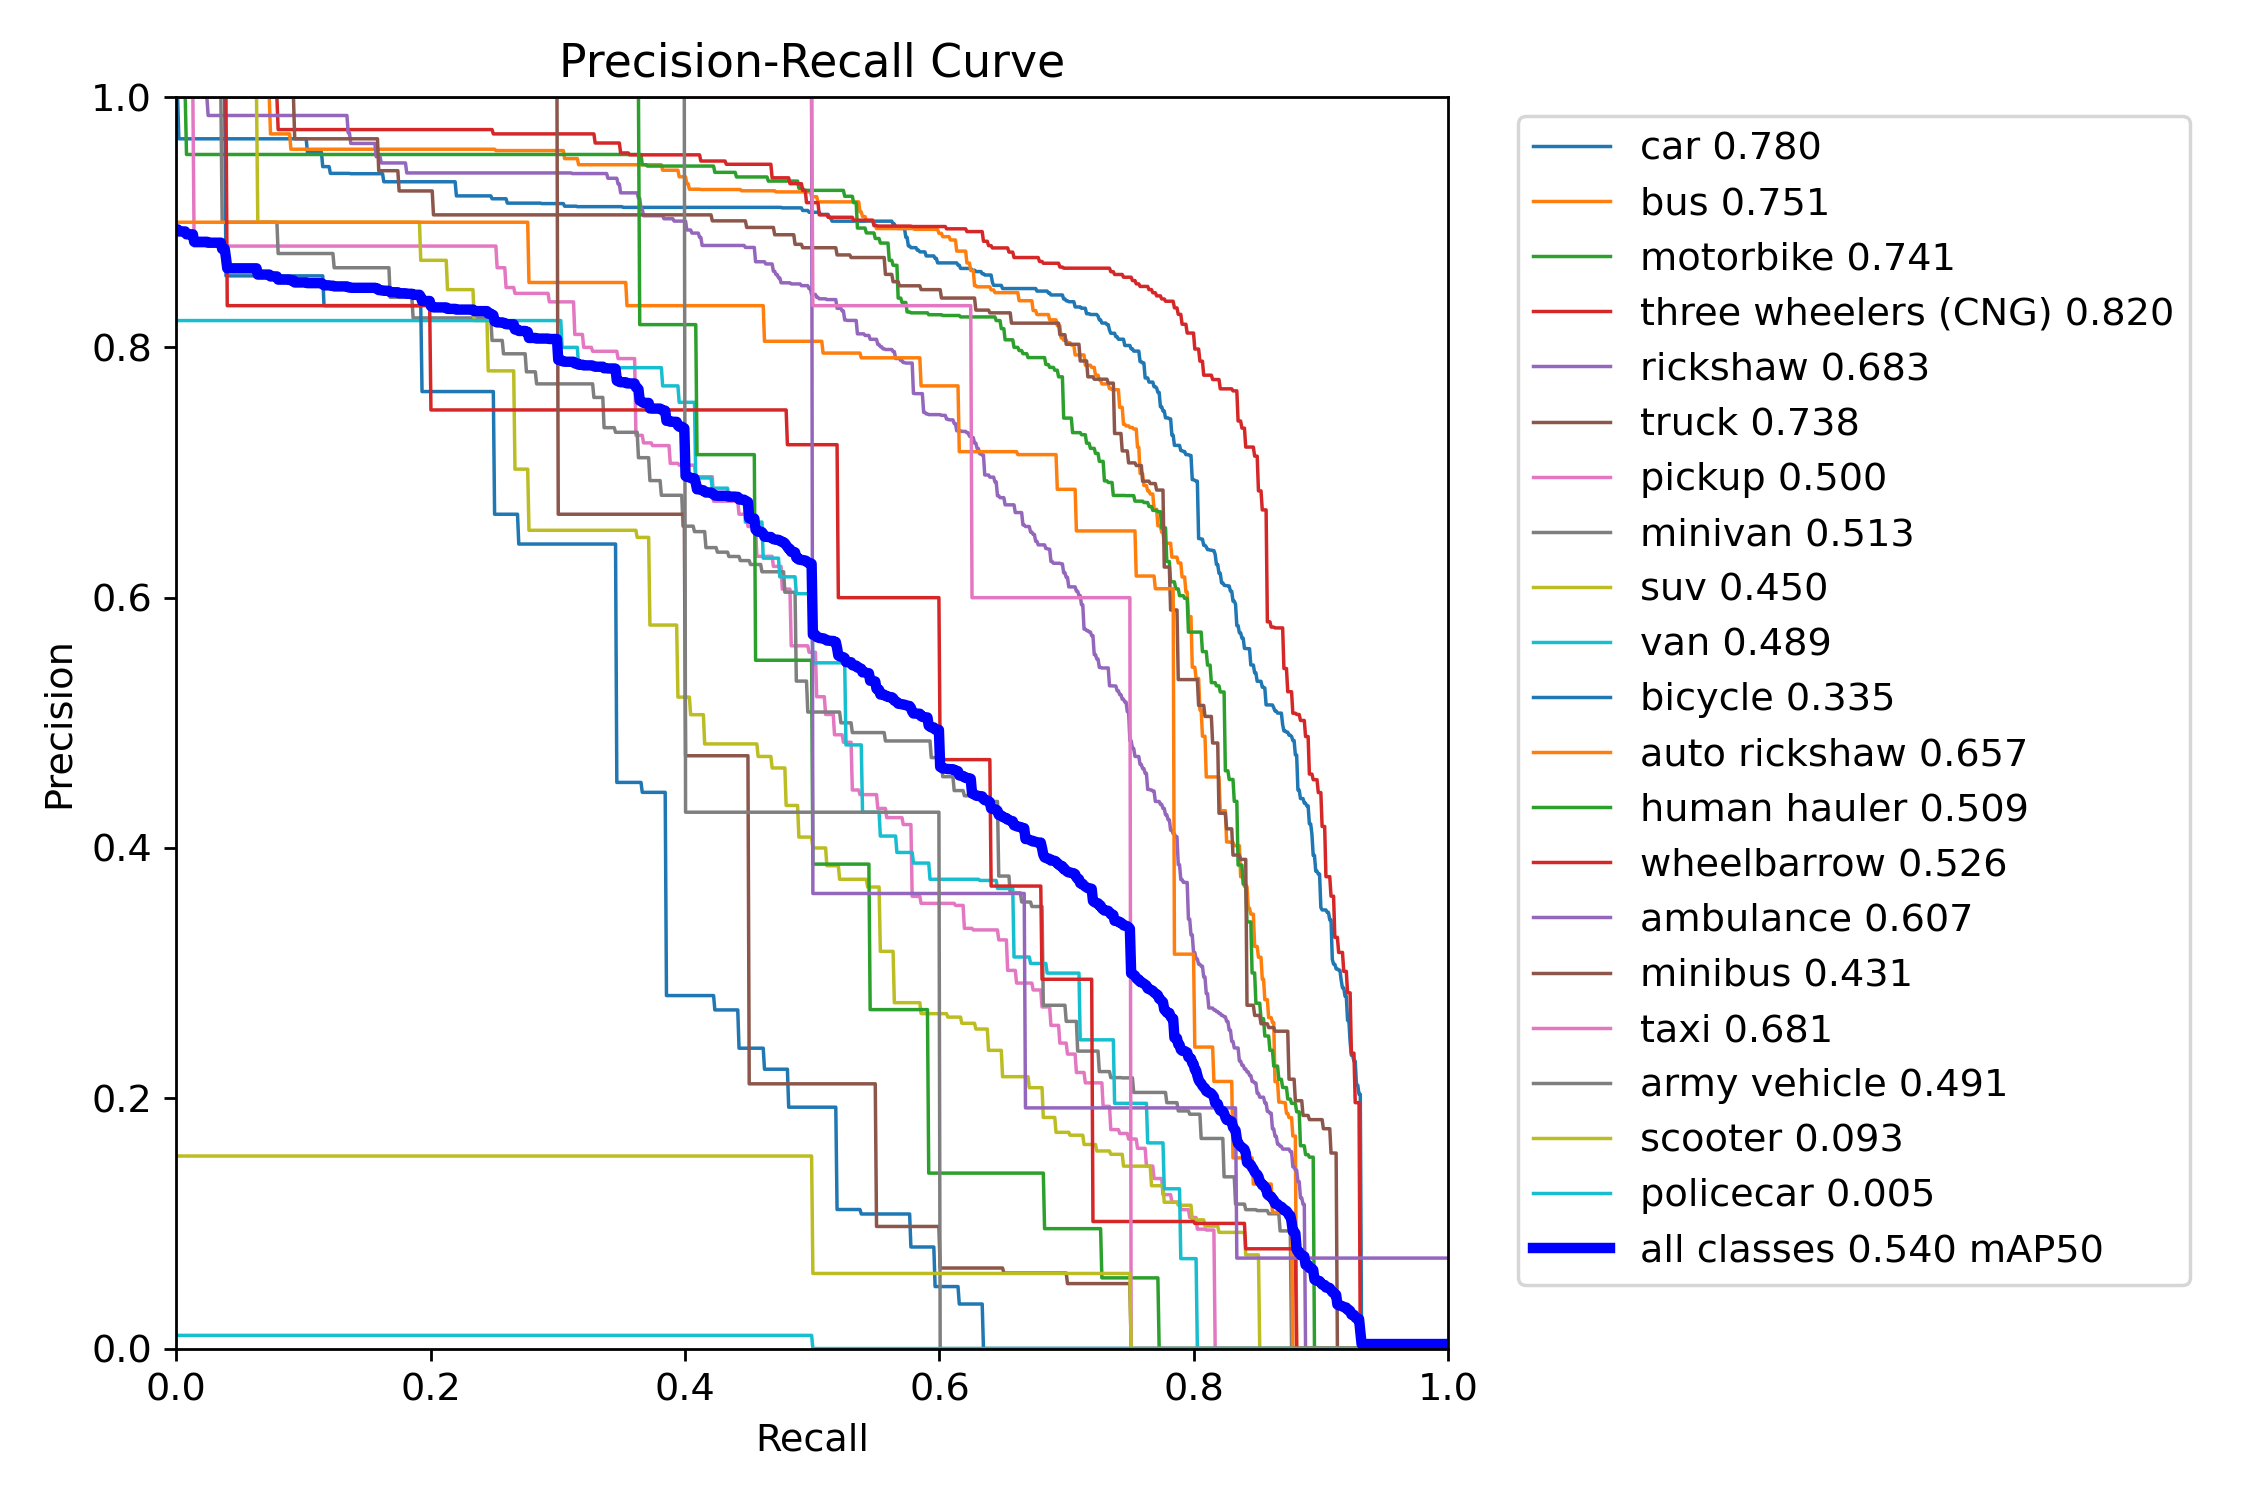 Precision-Recall Curve
1.0
0.8
0.6
0.4
0.2
0.0
Precision
0.0 0.2 0.4 0.6 0.8 1.0
Recall
car 0.780
bus 0.751
motorbike 0.741
three wheelers (CNG) 0.820
rickshaw 0.683
truck 0.738
pickup 0.500
minivan 0.513
suv 0.450
van 0.489
bicycle 0.335
auto rickshaw 0.657
human hauler 0.509
wheelbarrow 0.526
ambulance 0.607
minibus 0.431
taxi 0.681
army vehicle 0.491
scooter 0.093
policecar 0.005
all classes 0.540 mAP50